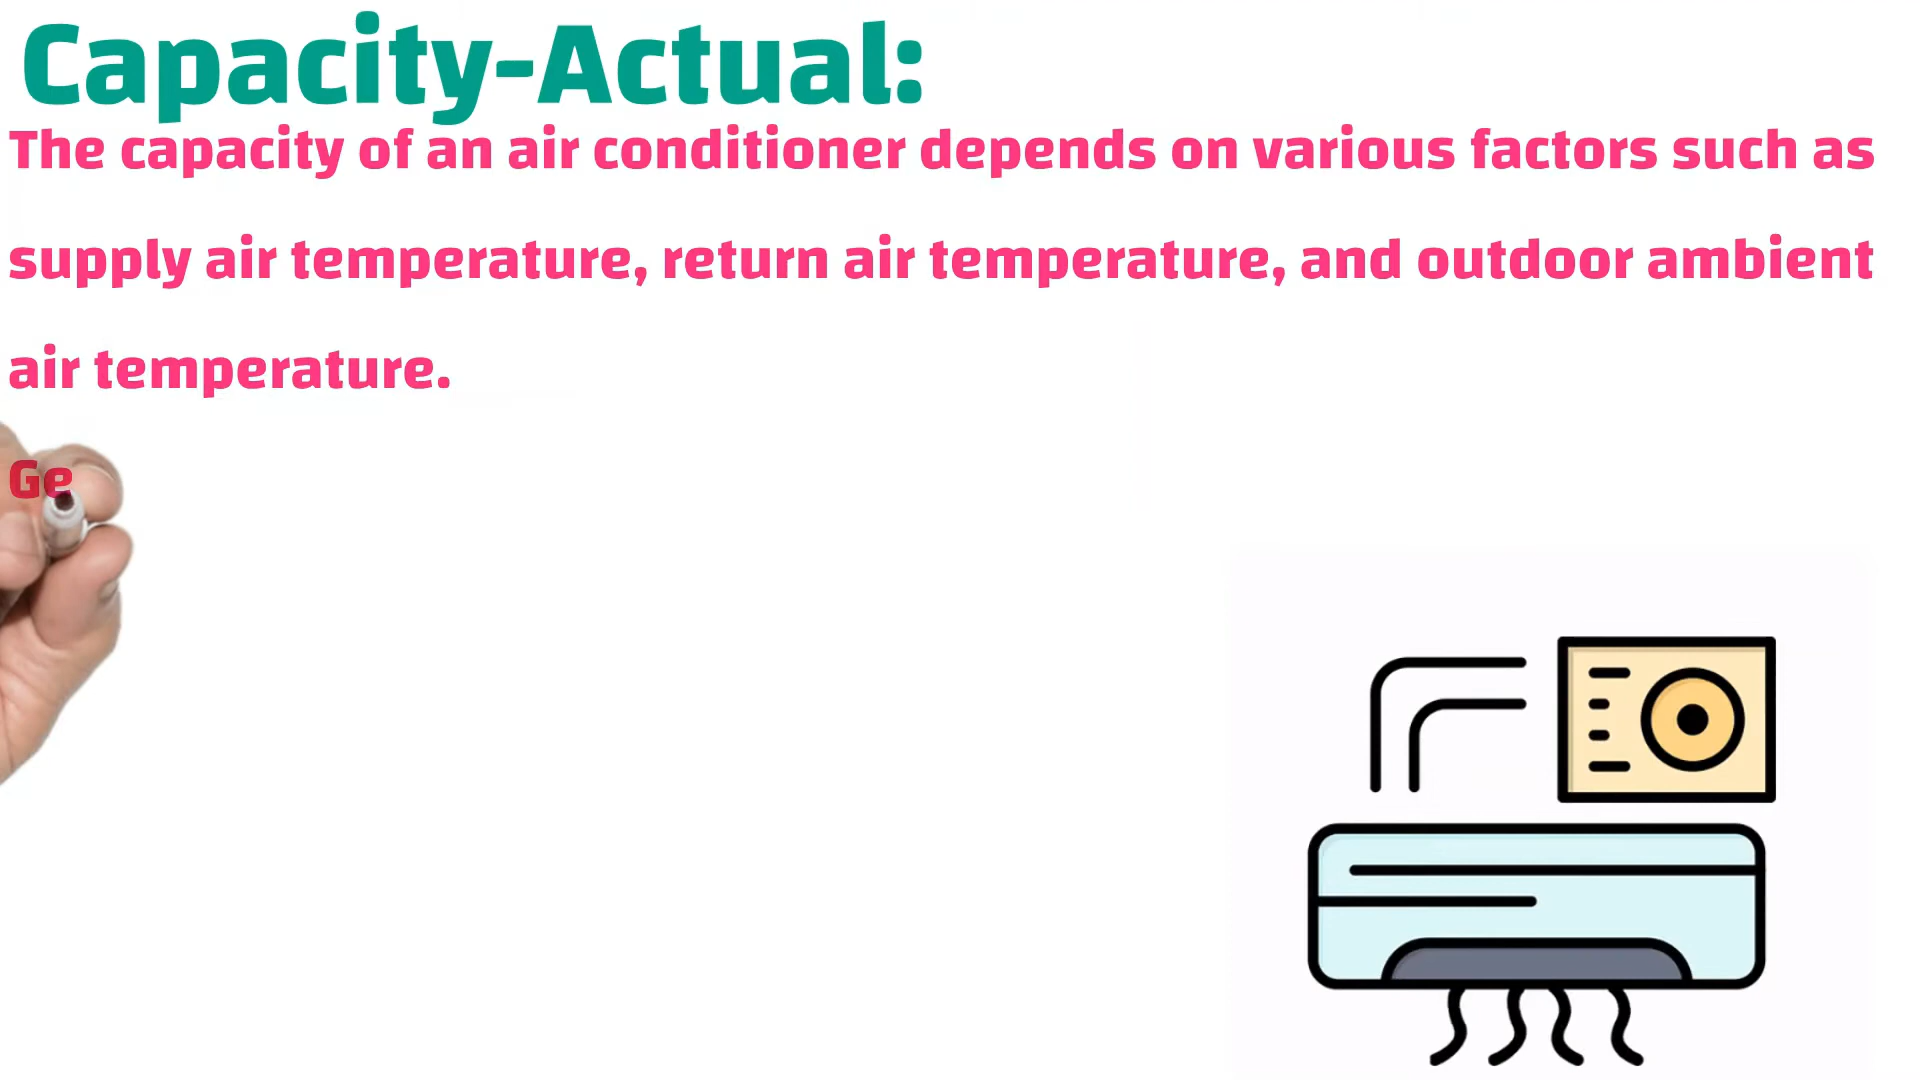 Capacity-Actual:
The capacity of an air conditioner depends on various factors such as
supply air temperature, return air temperature, and outdoor ambient
air temperature.
Ge